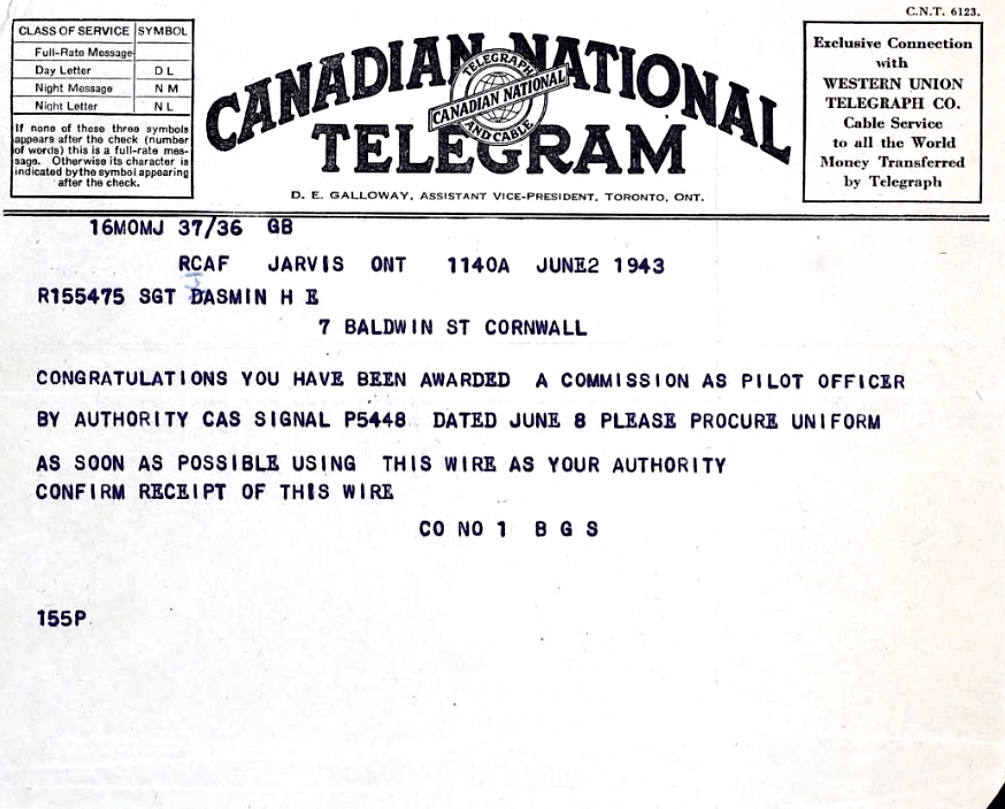 C.N.T. 6123.
CLASS OF SERVICE SYMBOL
Full-Rate Message
Day Letter D L
Night Message N M
Night Letter N L
If none of these three symbols
appears after the check (number
of words) this is a full-rate mes-
sage. Otherwise its character is
indicated by the symbol appearing
after the check.
CANADIAN NATIONAL
TELEGRAM
TELEGRAPH
CANADIAN NATIONAL
AND CABLE
D. E. GALLOWAY, ASSISTANT VICE-PRESIDENT, TORONTO, ONT.
Exclusive Connection
with
WESTERN UNION
TELEGRAPH CO.
Cable Service
to all the World
Money Transferred
by Telegraph
16MOMJ 37/36 GB
RCAF JARVIS ONT 1140A JUNE2 1943
J
R155475 SGT DASMIN H E
7 BALDWIN ST CORNWALL
CONGRATULATIONS YOU HAVE BEEN AWARDED A COMMISSION AS PILOT OFFICER
BY AUTHORITY CAS SIGNAL P5448 DATED JUNE 8 PLEASE PROCURE UNIFORM
AS SOON AS POSSIBLE USING THIS WIRE AS YOUR AUTHORITY
CONFIRM RECEIPT OF THIS WIRE
CO NO 1 B G S
155P